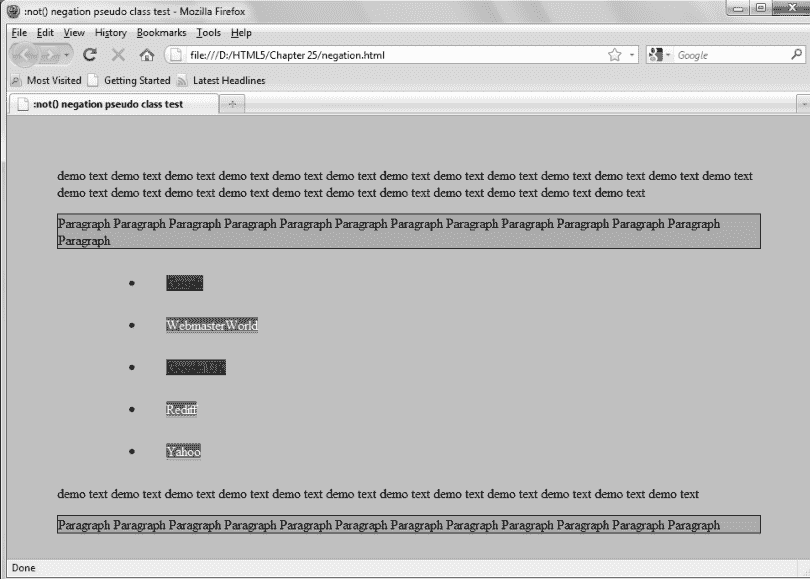 :not() negation pseudo class test - Mozilla Firefox
File Edit View History Bookmarks Tools Help
file:///D:/HTML5/Chapter 25/negation.html
Google
Most Visited Getting Started Latest Headlines
:not() negation pseudo class test
demo text demo text demo text demo text demo text demo text demo text demo text demo text demo text demo text demo text demo text
demo text demo text demo text demo text demo text demo text demo text demo text demo text demo text demo text
Paragraph Paragraph Paragraph Paragraph Paragraph Paragraph Paragraph Paragraph Paragraph Paragraph Paragraph Paragraph
Paragraph
WebmasterWorld
Rediff
Yahoo
demo text demo text demo text demo text demo text demo text demo text demo text demo text demo text demo text demo text
Paragraph Paragraph Paragraph Paragraph Paragraph Paragraph Paragraph Paragraph Paragraph Paragraph Paragraph Paragraph
Done